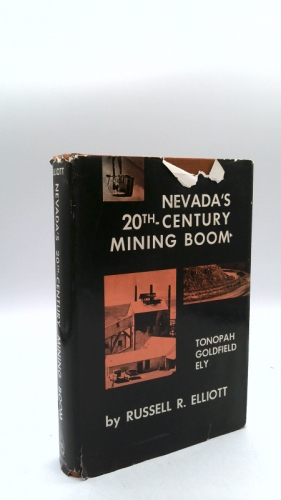 NEVADA'S
20TH-CENTURY
MINING BOOM
TONOPAH
GOLDFIELD
ELY
by RUSSELL R. ELLIOTT
ELLIOTT NEVADA'S 20TH-CENTURY MINING BOOM